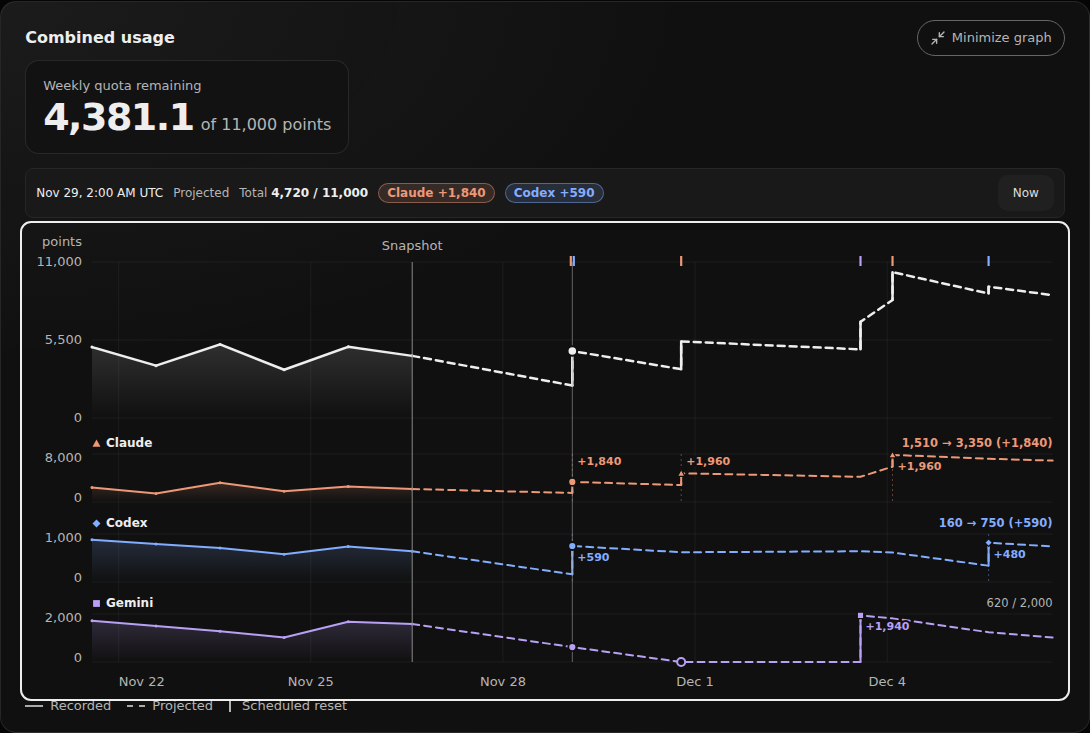 Combined usage
Minimize graph
Weekly quota remaining
4,381.1 of 11,000 points
Nov 29, 2:00 AM UTC Projected Total 4,720 / 11,000 Claude +1,840 Codex +590 Now
points
Snapshot
11,000
5,500
0
Claude
1,510 → 3,350 (+1,840)
8,000
+1,840
+1,960
+1,960
0
Codex
160 → 750 (+590)
1,000
+590
+480
0
Gemini
620 / 2,000
2,000
+1,940
0
Nov 22 Nov 25 Nov 28 Dec 1 Dec 4
Recorded Projected Scheduled reset